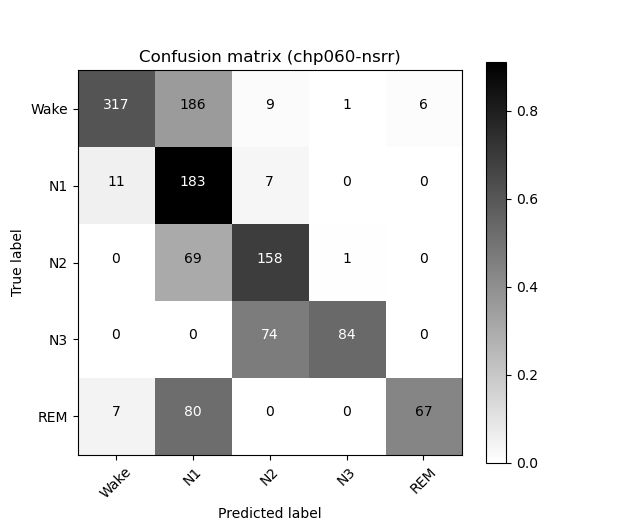 Confusion matrix (chp060-nsrr)
Wake 317 186 9 1 6
N1 11 183 7 0 0
N2 0 69 158 1 0
N3 0 0 74 84 0
REM 7 80 0 0 67
Wake N1 N2 N3 REM
Predicted label
True label
0.8
0.6
0.4
0.2
0.0